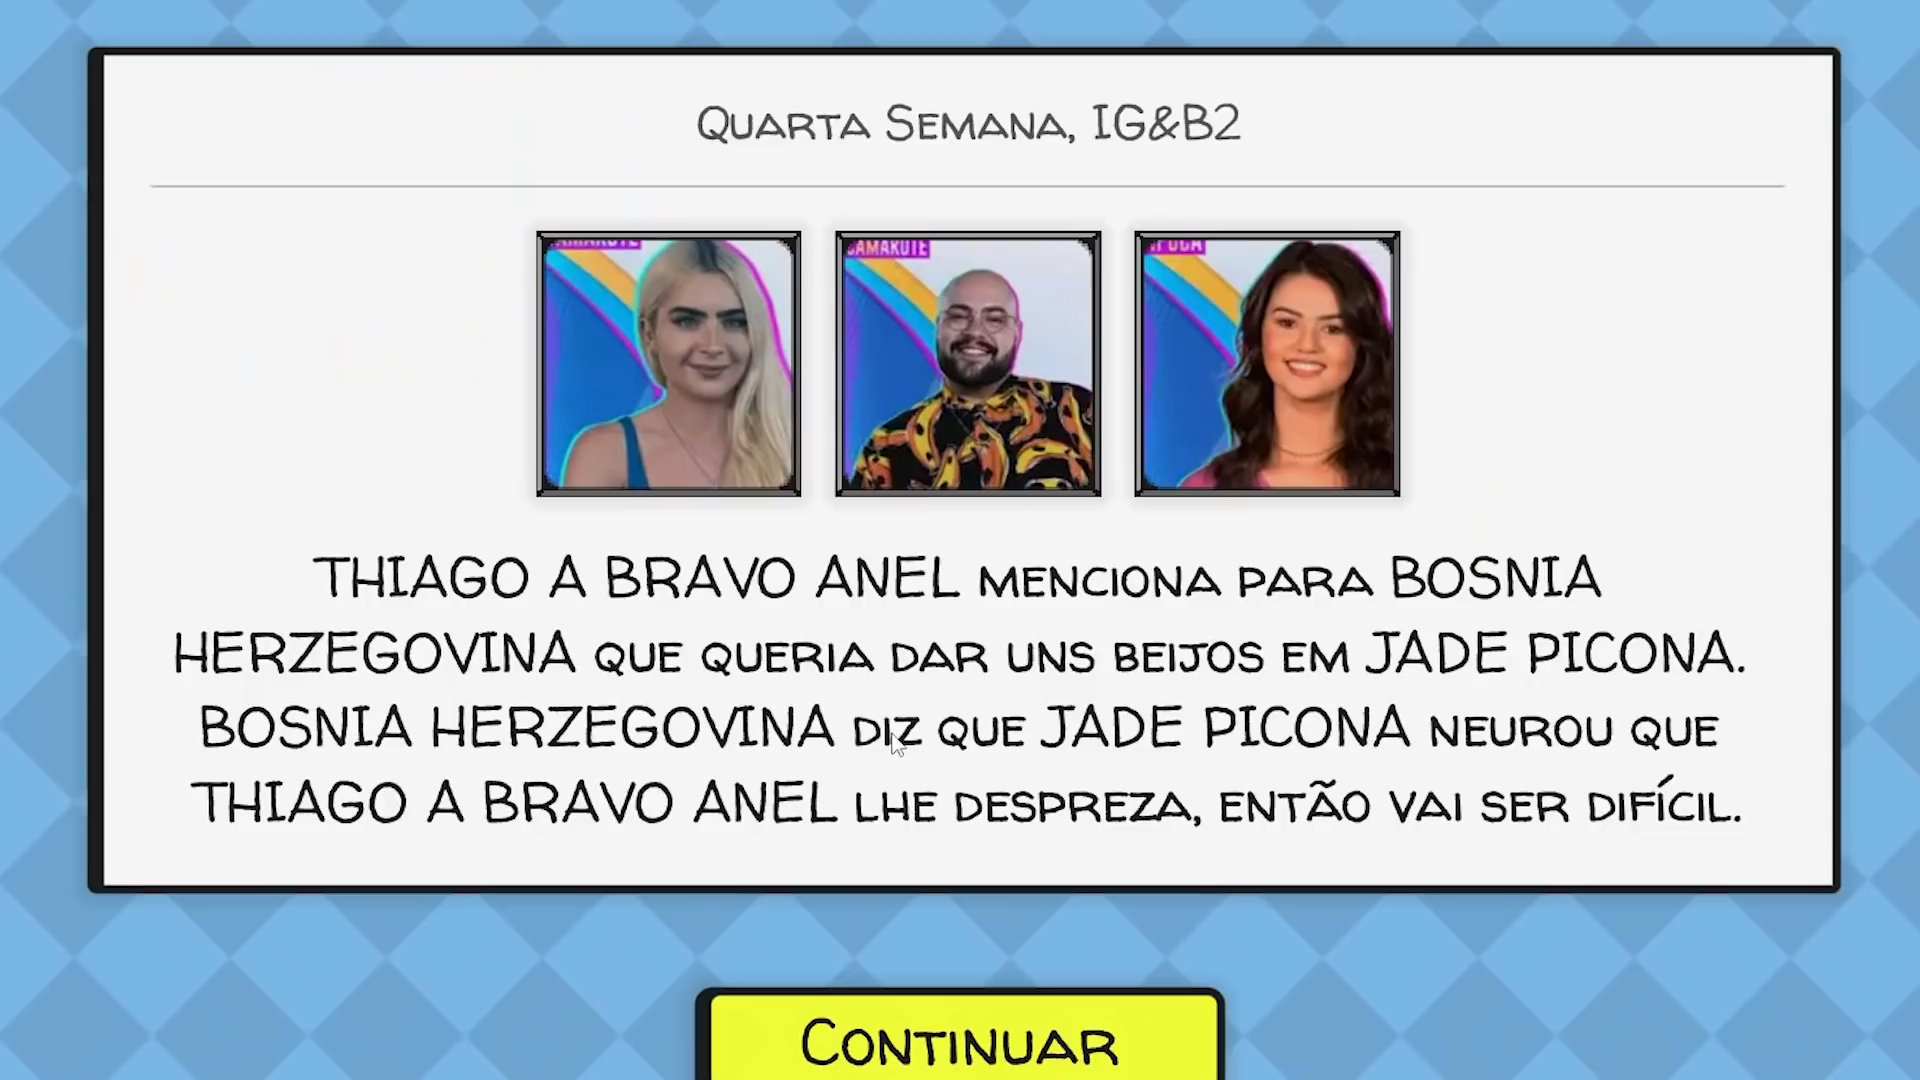 Quarta Semana, IG&B2
CAMAROTE
THIAGO A BRAVO ANEL menciona para BOSNIA
HERZEGOVINA que queria dar uns beijos em JADE PICONA.
BOSNIA HERZEGOVINA diz que JADE PICONA neurou que
THIAGO A BRAVO ANEL lhe despreza, então vai ser difícil.
Continuar